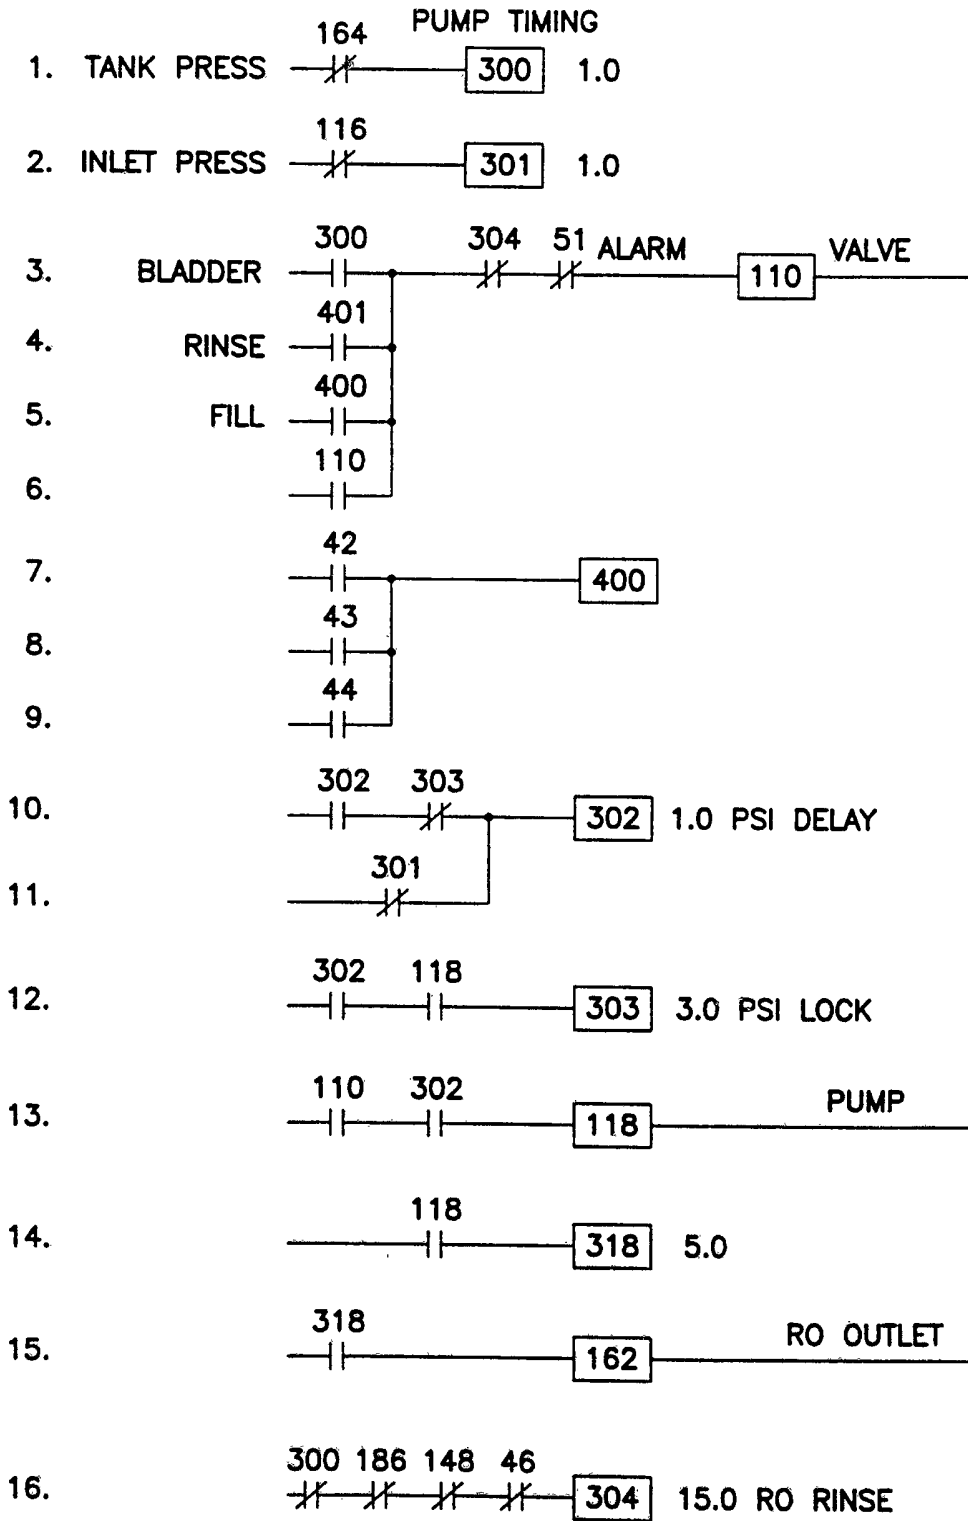 PUMP TIMING
164
1. TANK PRESS 300 1.0
116
2. INLET PRESS 301 1.0
300 304 51 ALARM VALVE
3. BLADDER 110
401
4. RINSE
400
5. FILL
110
6.
42
7. 400
43
8.
44
9.
302 303
10. 302 1.0 PSI DELAY
301
11.
302 118
12. 303 3.0 PSI LOCK
110 302 PUMP
13. 118
118
14. 318 5.0
318 RO OUTLET
15. 162
300 186 148 46
16. 304 15.0 RO RINSE